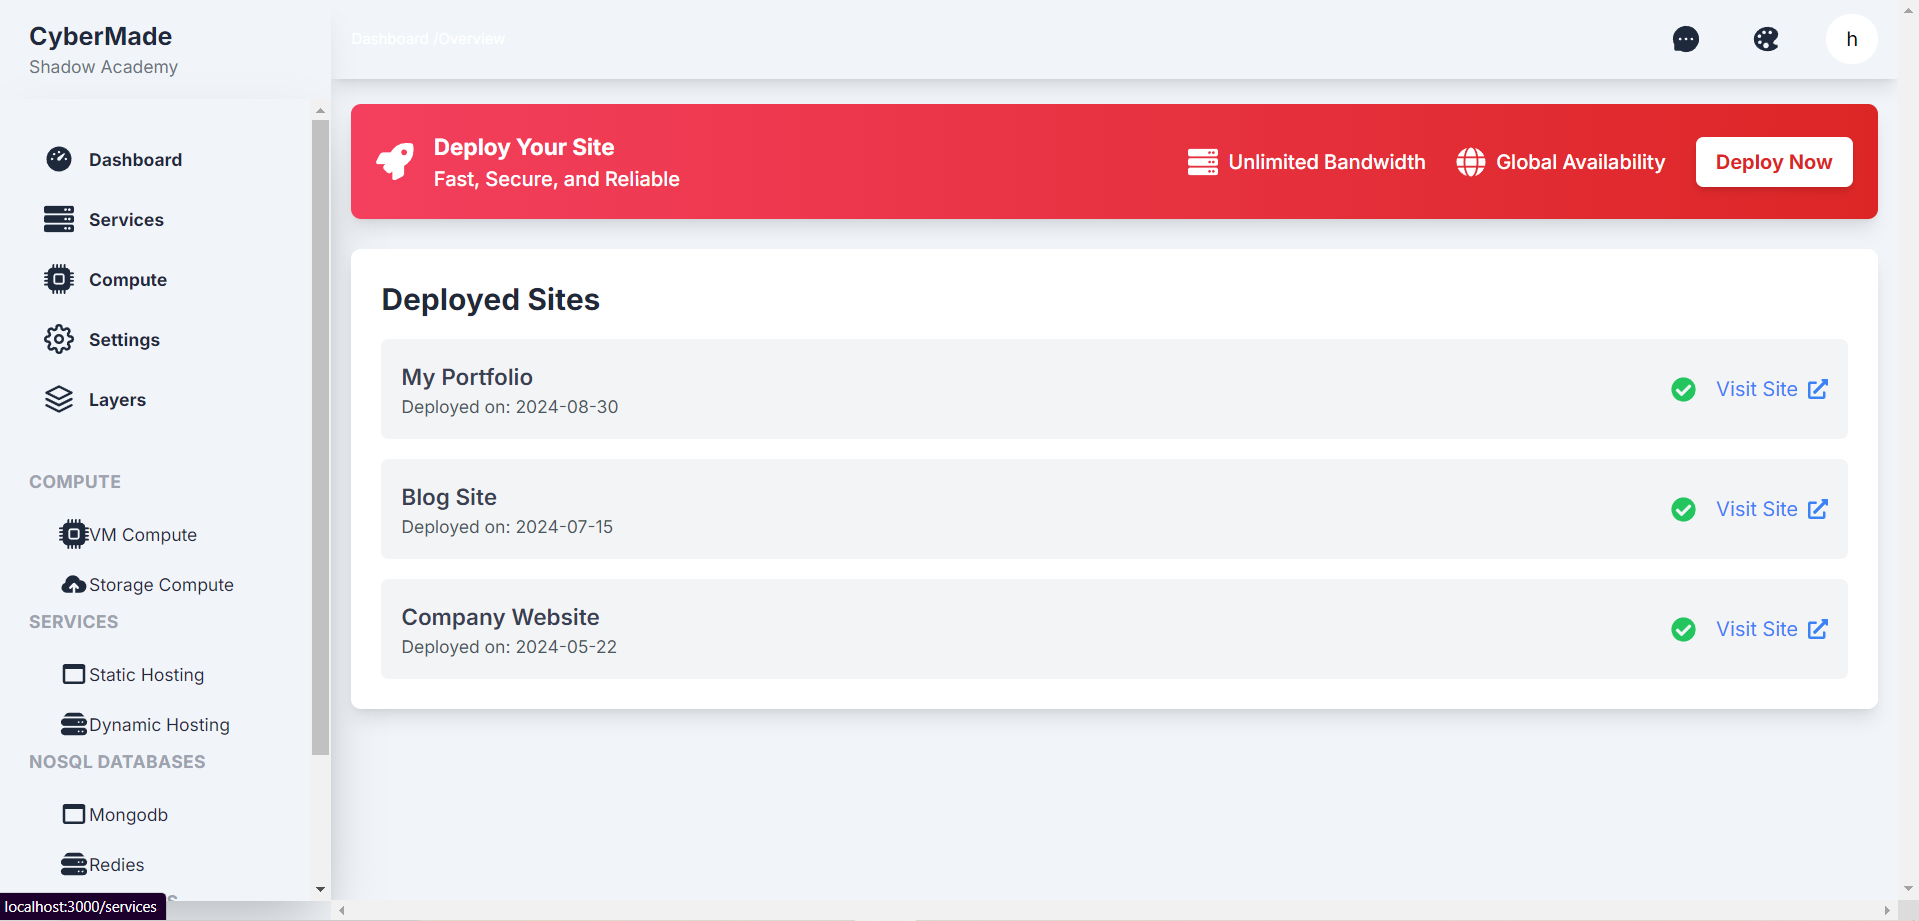 CyberMade
Shadow Academy
Dashboard
Services
Compute
Settings
Layers
COMPUTE
VM Compute
Storage Compute
SERVICES
Static Hosting
Dynamic Hosting
NOSQL DATABASES
Mongodb
Redies
localhost:3000/services
Dashboard /Overview
h
Deploy Your Site
Fast, Secure, and Reliable
Unlimited Bandwidth
Global Availability
Deploy Now
Deployed Sites
My Portfolio
Deployed on: 2024-08-30
Visit Site
Blog Site
Deployed on: 2024-07-15
Visit Site
Company Website
Deployed on: 2024-05-22
Visit Site